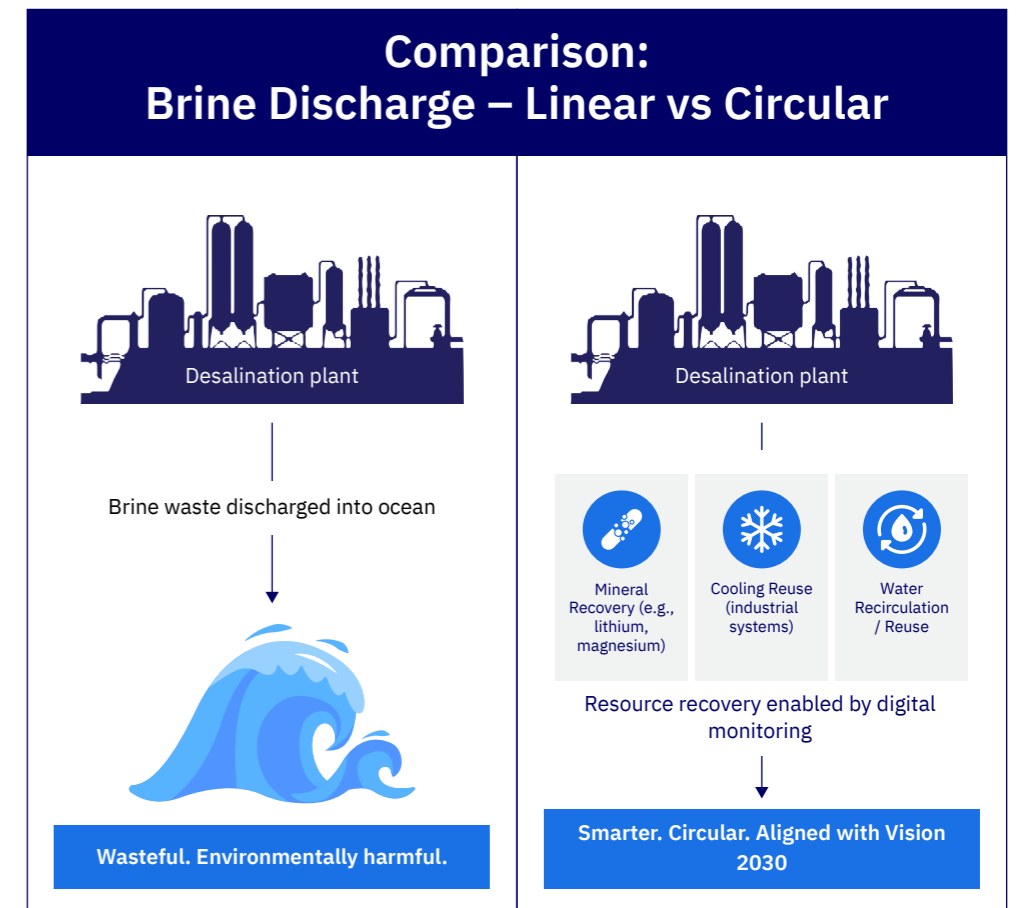 Comparison:
Brine Discharge – Linear vs Circular
Desalination plant
Brine waste discharged into ocean
Wasteful. Environmentally harmful.
Desalination plant
Mineral
Recovery (e.g.,
lithium,
magnesium)
Cooling Reuse
(industrial
systems)
Water
Recirculation
/ Reuse
Resource recovery enabled by digital
monitoring
Smarter. Circular. Aligned with Vision
2030